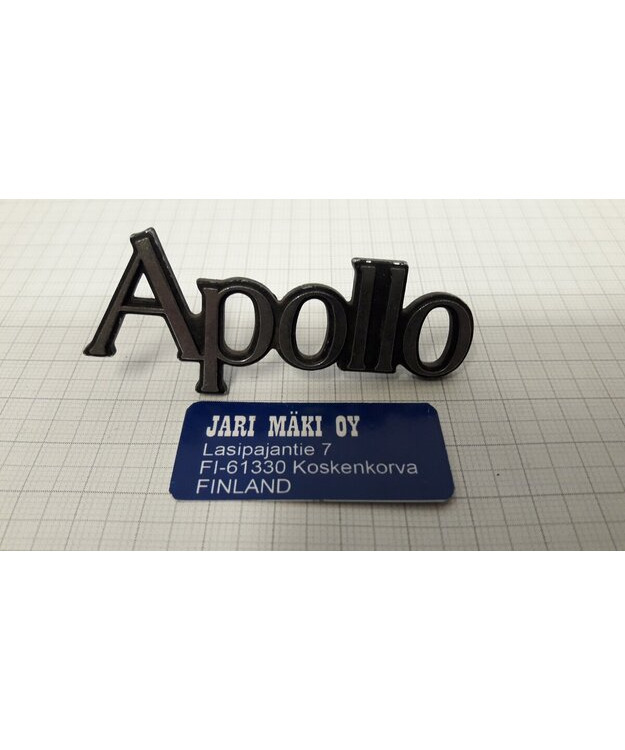 Apollo
JARI MÄKI OY
Lasipajantie 7
FI-61330 Koskenkorva
FINLAND